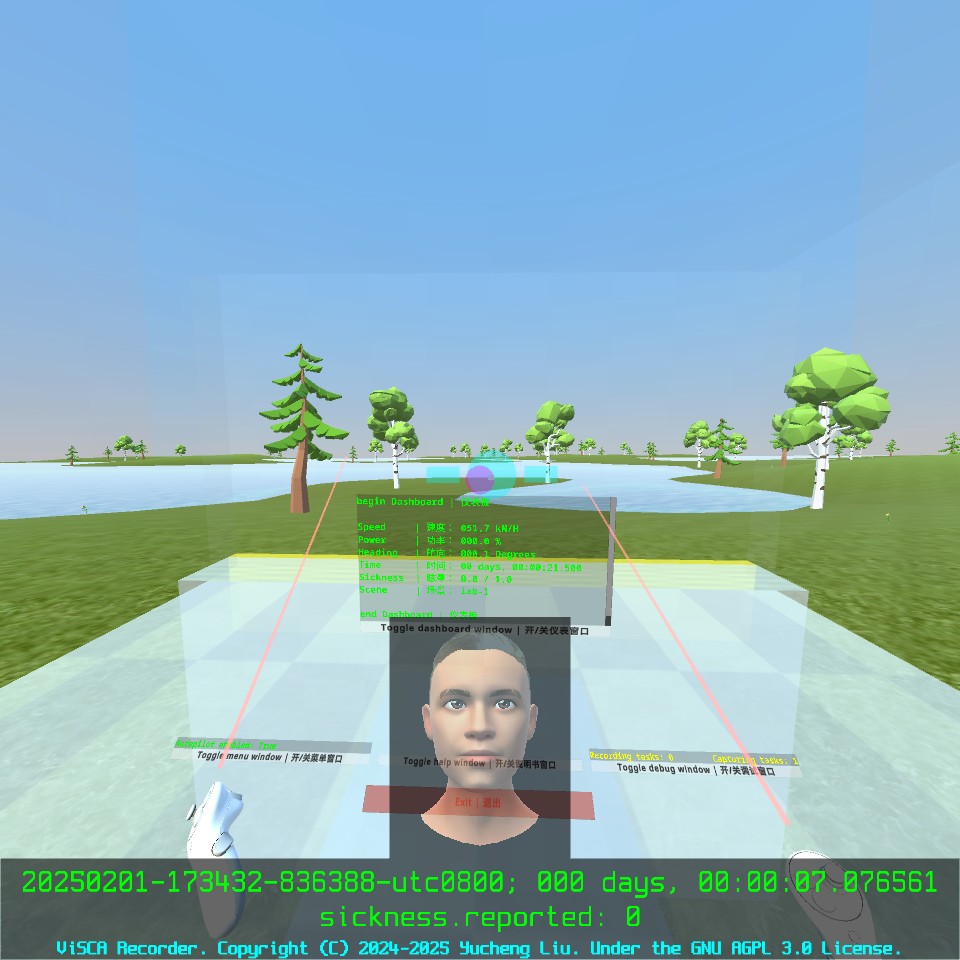 begin Dashboard |
Speed | 速度： 051.7 kN/H
Power | 功率： 000.0 %
Heading | 航向： 000.1 Degrees
Time | 时间： 00 days, 00:00:21.500
Sickness | 眩晕： 0.0 / 1.0
Scene | 场景： lab-1
end Dashboard | 仪表板
Toggle dashboard window | 开/关仪表窗口
Toggle menu window | 开/关菜单窗口
Toggle help window | 开/关说明书窗口
Recording tasks: 0 Capturing tasks: 1
Toggle debug window | 开/关调试窗口
Exit | 退出
20250201-173432-836388-utc0800; 000 days, 00:00:07.076561
sickness.reported: 0
ViSCA Recorder. Copyright (C) 2024-2025 Yucheng Liu. Under the GNU AGPL 3.0 License.